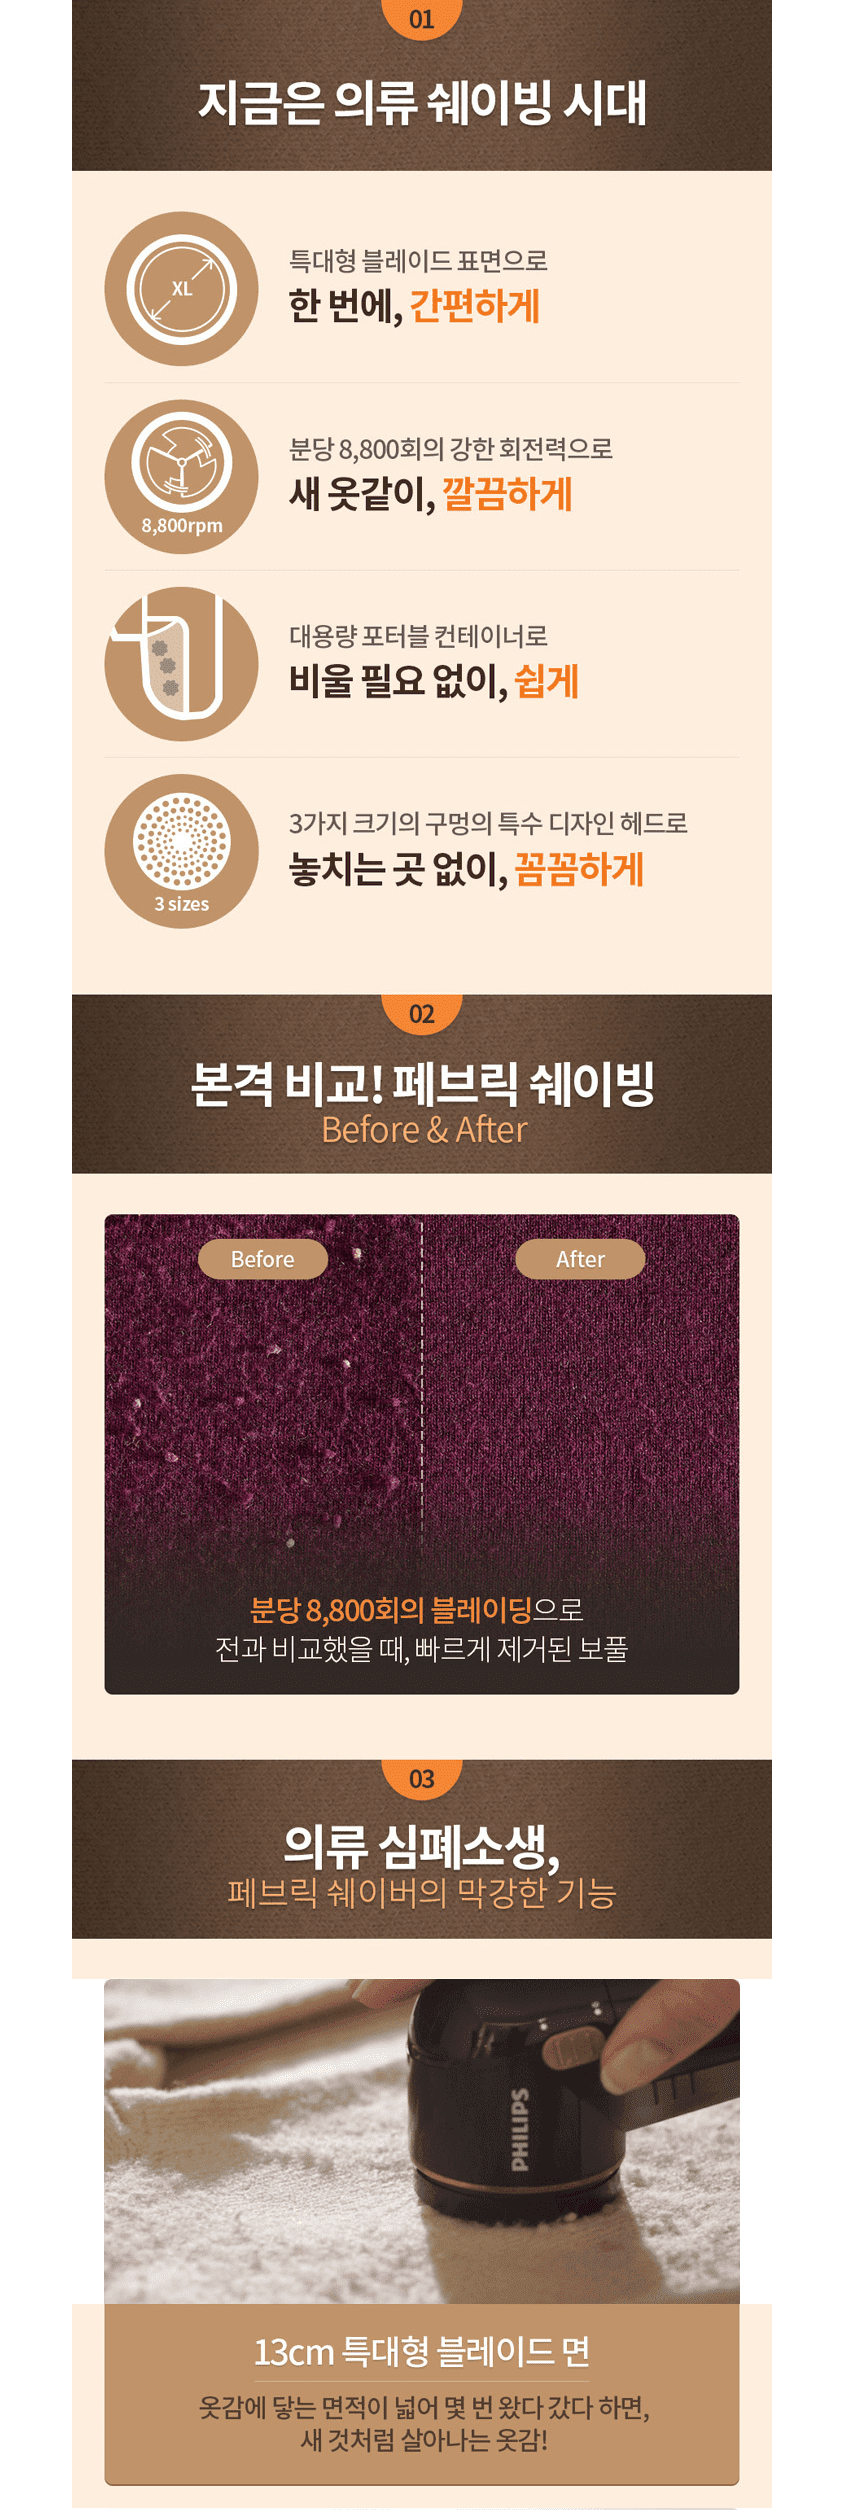 01
지금은 의류 쉐이빙 시대
XL
특대형 블레이드 표면으로
한 번에, 간편하게
8,800rpm
분당 8,800회의 강한 회전력으로
새 옷같이, 깔끔하게
대용량 포터블 컨테이너로
비울 필요 없이, 쉽게
3 sizes
3가지 크기의 구멍의 특수 디자인 헤드로
놓치는 곳 없이, 꼼꼼하게
02
본격 비교! 페브릭 쉐이빙
Before & After
Before
After
분당 8,800회의 블레이딩으로
전과 비교했을 때, 빠르게 제거된 보풀
03
의류 심폐소생,
페브릭 쉐이버의 막강한 기능
PHILIPS
13cm 특대형 블레이드 면
옷감에 닿는 면적이 넓어 몇 번 왔다 갔다 하면,
새 것처럼 살아나는 옷감!